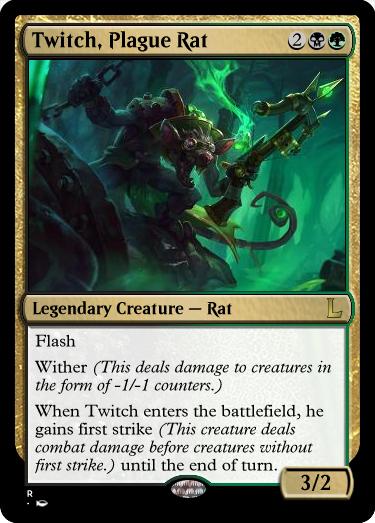 Twitch, Plague Rat 2
Legendary Creature — Rat L
Flash
Wither (This deals damage to creatures in
the form of -1/-1 counters.)
When Twitch enters the battlefield, he
gains first strike (This creature deals
combat damage before creatures without
first strike.) until the end of turn.
3/2
R